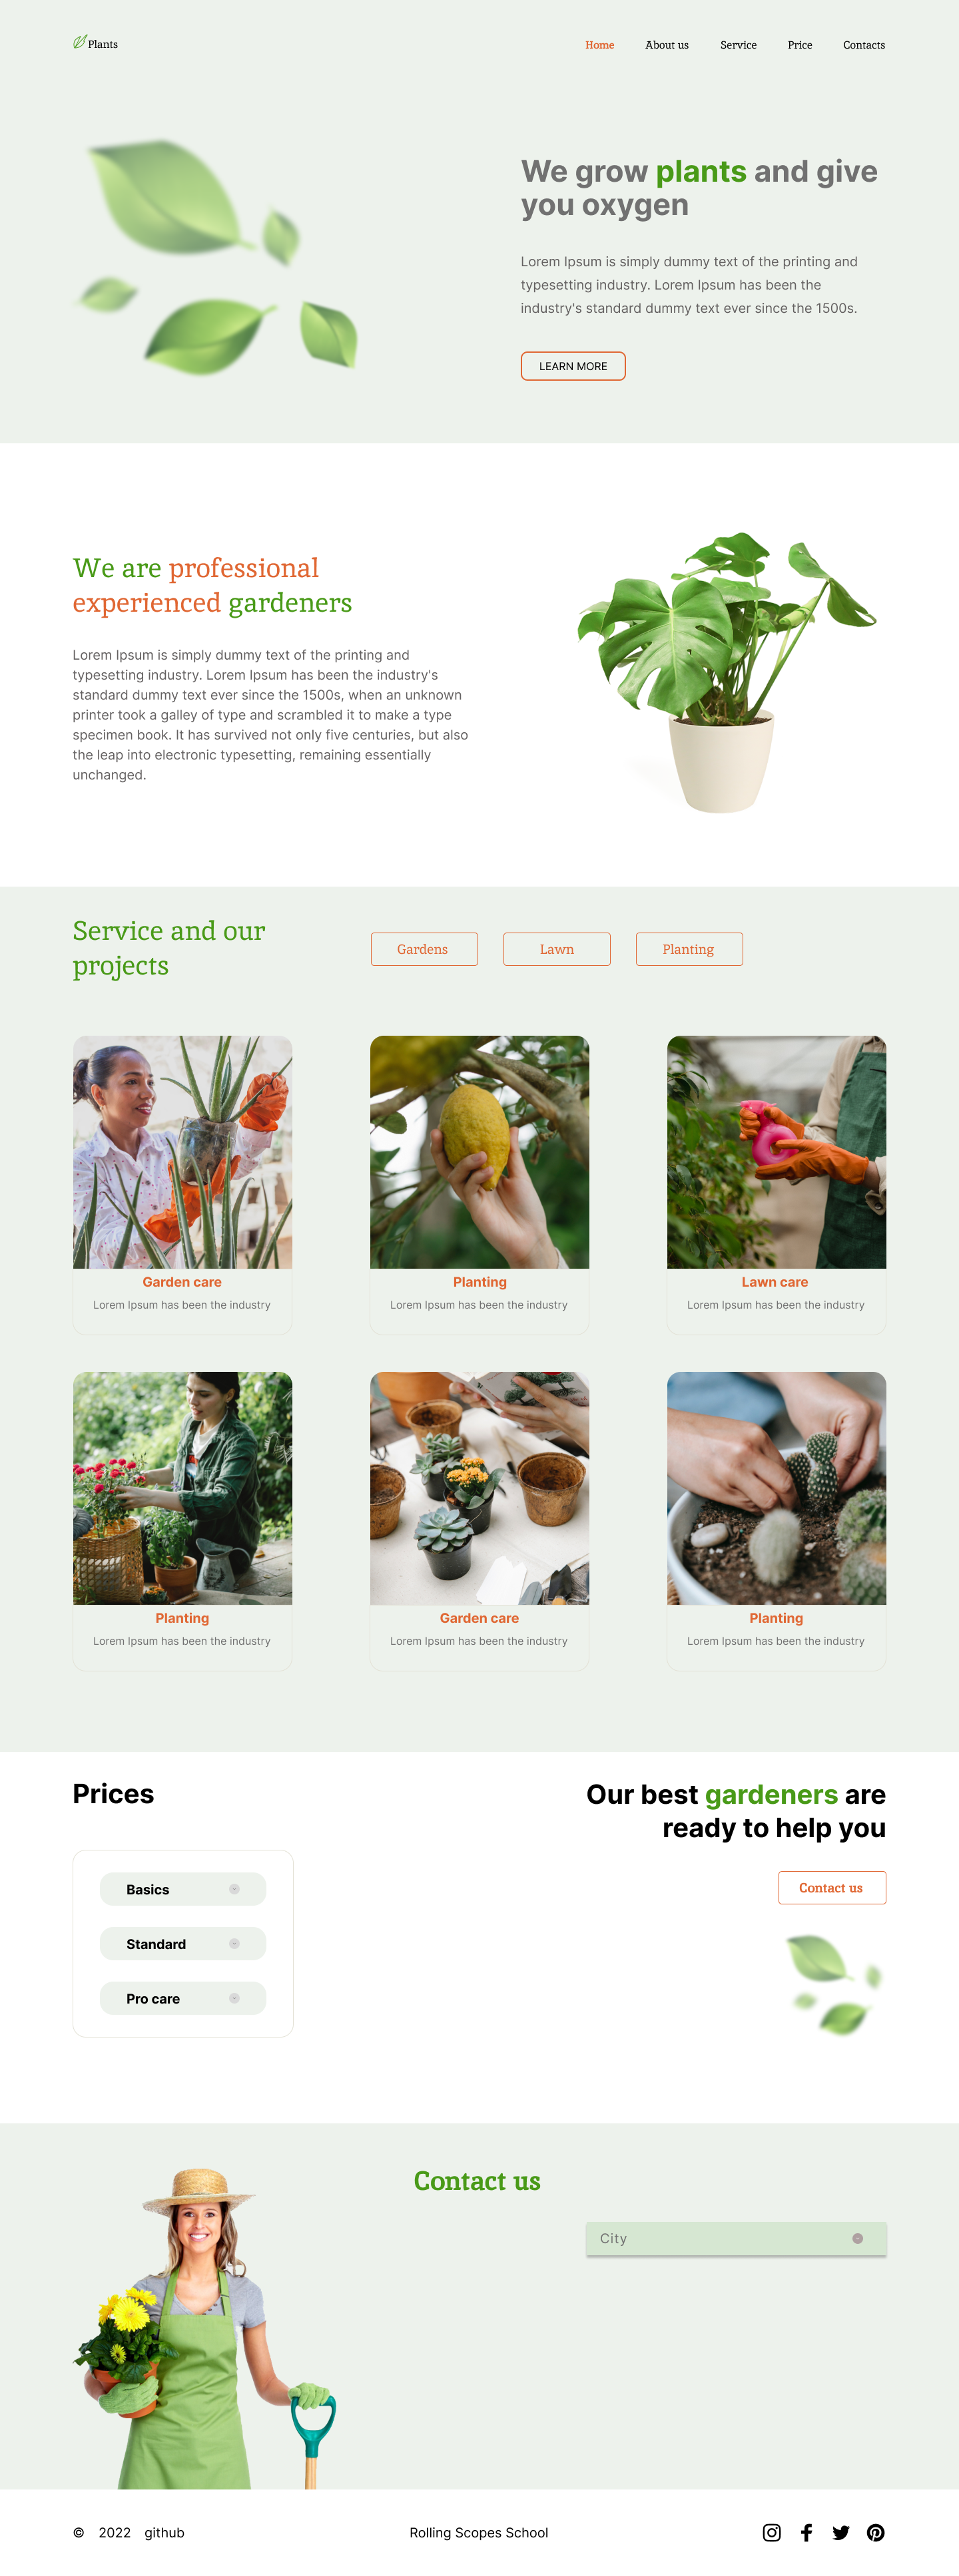 Plants
Home About us Service Price Contacts
We grow plants and give
you oxygen
Lorem Ipsum is simply dummy text of the printing and
typesetting industry. Lorem Ipsum has been the
industry's standard dummy text ever since the 1500s.
LEARN MORE
We are professional
experienced gardeners
Lorem Ipsum is simply dummy text of the printing and
typesetting industry. Lorem Ipsum has been the industry's
standard dummy text ever since the 1500s, when an unknown
printer took a galley of type and scrambled it to make a type
specimen book. It has survived not only five centuries, but also
the leap into electronic typesetting, remaining essentially
unchanged.
Service and our
projects
Gardens
Lawn
Planting
Garden care
Lorem Ipsum has been the industry
Planting
Lorem Ipsum has been the industry
Lawn care
Lorem Ipsum has been the industry
Planting
Lorem Ipsum has been the industry
Garden care
Lorem Ipsum has been the industry
Planting
Lorem Ipsum has been the industry
Prices
Basics
Standard
Pro care
Our best gardeners are
ready to help you
Contact us
Contact us
City
© 2022 github
Rolling Scopes School